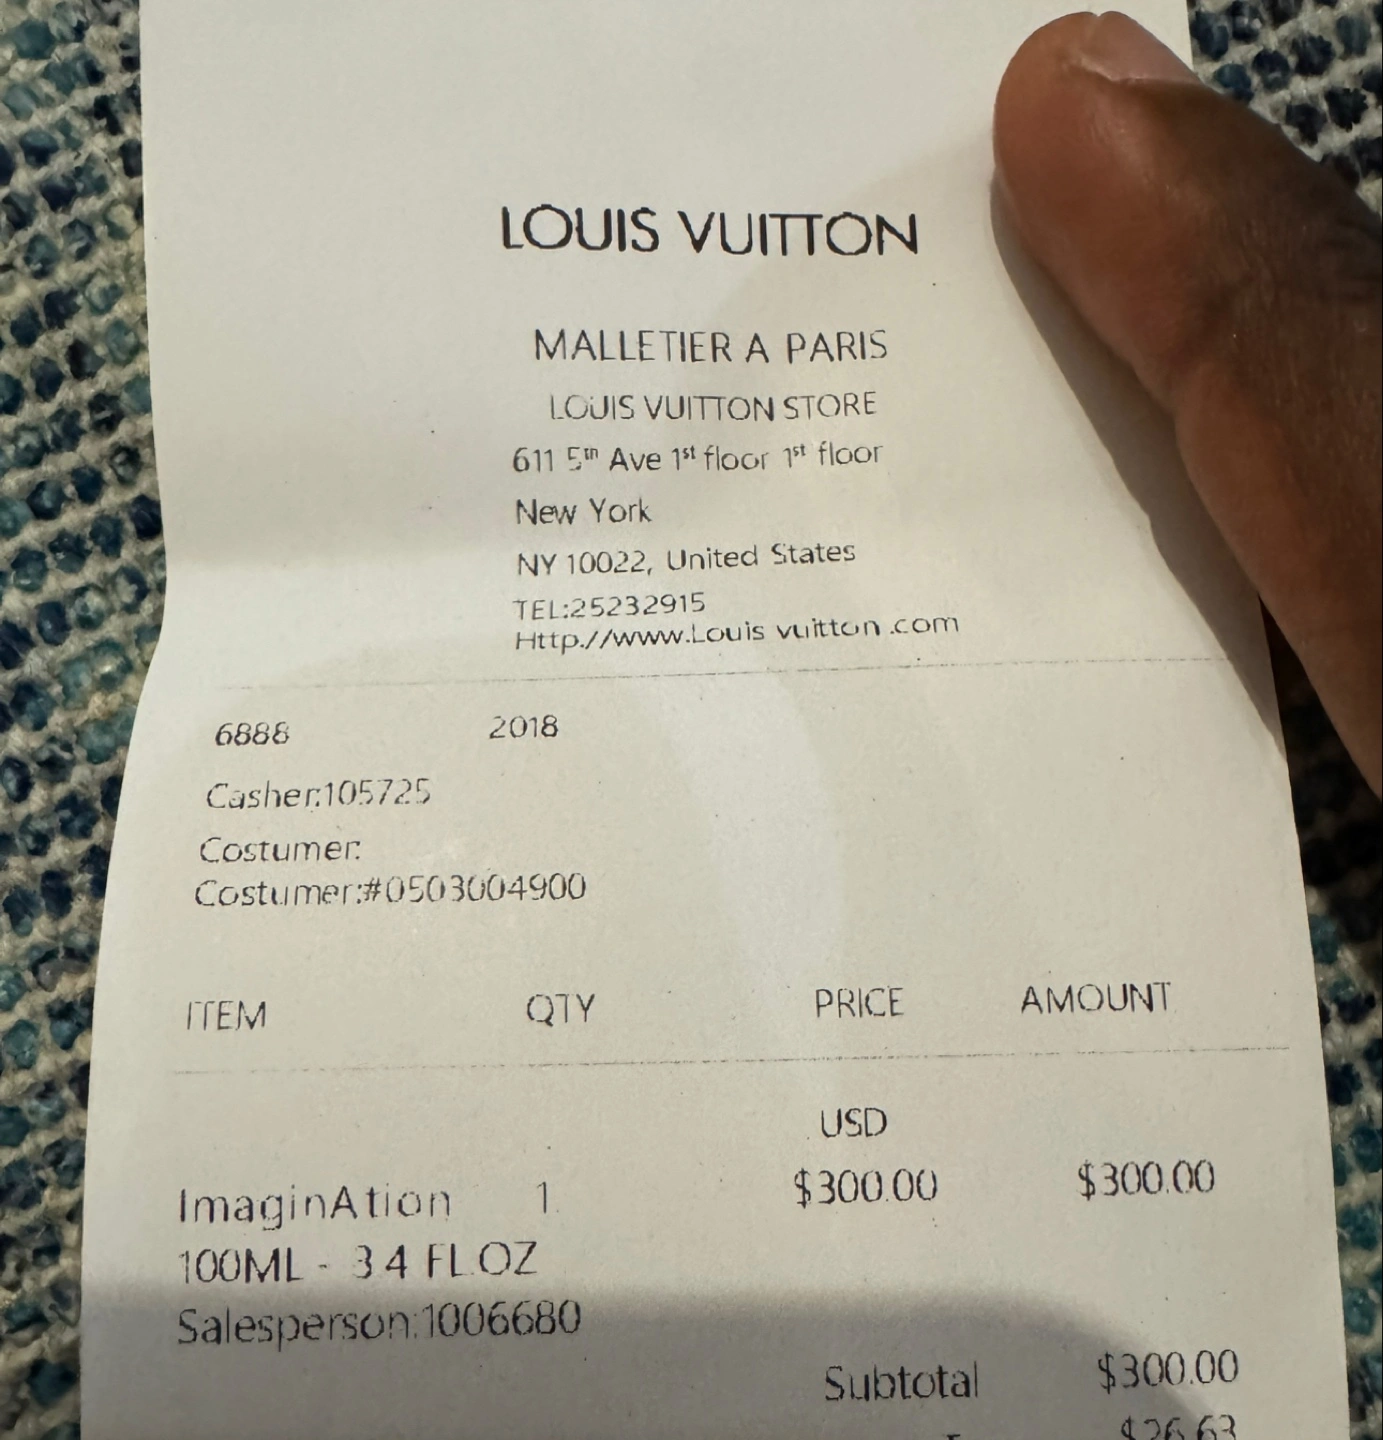 LOUIS VUITTON
MALLETIER A PARIS
LOUIS VUITTON STORE
611 5th Ave 1st floor 1st floor
New York
NY 10022, United States
TEL:25232915
Http.//www.Louis vuitton .com
6888 2018
Casher:105725
Costumer:
Costumer:#0503004900
ITEM QTY PRICE AMOUNT
USD
ImaginAtion 1 $300.00 $300.00
100ML - 3.4 FL.OZ
Salesperson:1006680
Subtotal $300.00
$26.63